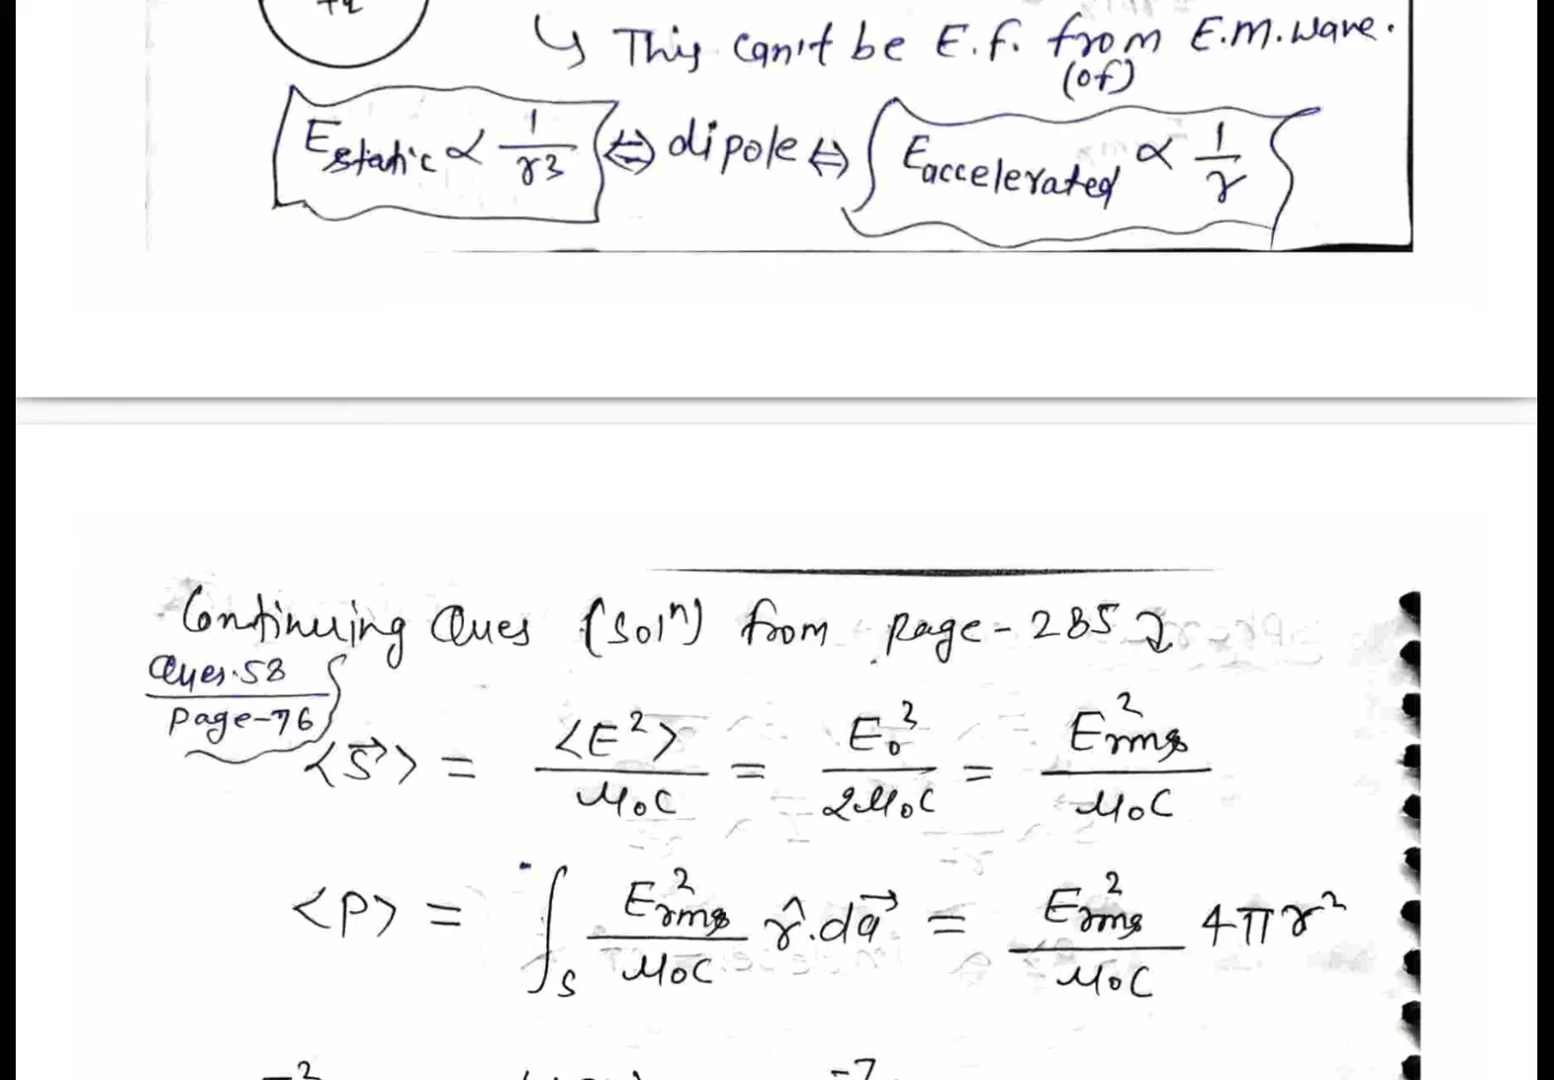 +q
↳ This can't be E.f. from E.M.wave.
(of)
E_static ∝ 1/r³ ⇔ dipole ⇔ E_accelerated ∝ 1/r
Continuing Ques (Solⁿ) from page-285
Ques.58
Page-76
<S⃗> = <E²>/μ₀C = E₀²/2μ₀C = E²rms/μ₀C
<P> = ∫_S E²rms/μ₀C r̂.da⃗ = E²rms/μ₀C 4πr²